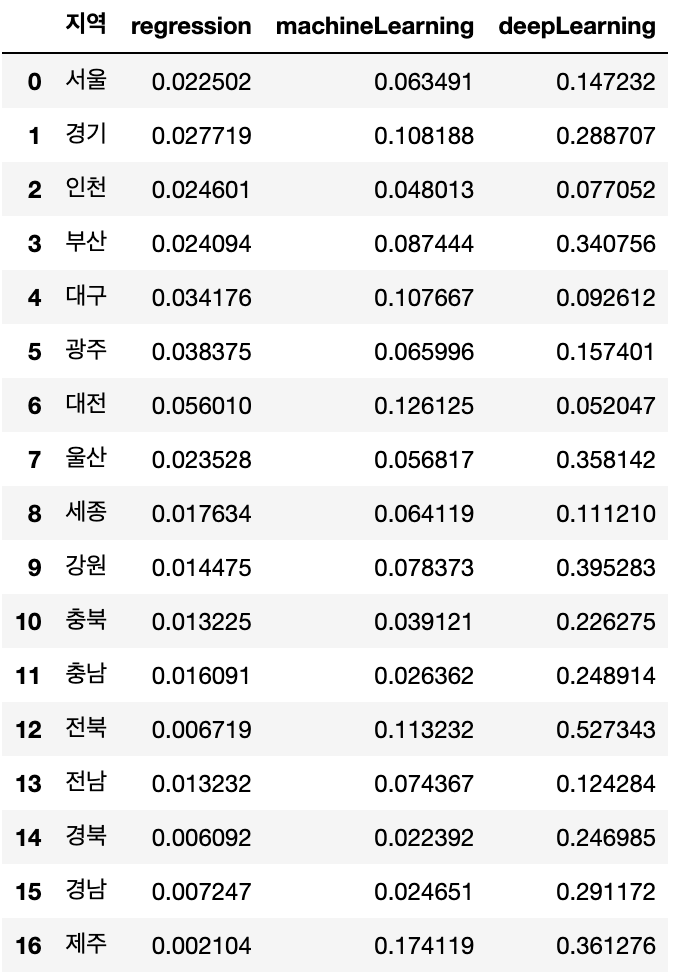 지역 regression machineLearning deepLearning
0 서울 0.022502 0.063491 0.147232
1 경기 0.027719 0.108188 0.288707
2 인천 0.024601 0.048013 0.077052
3 부산 0.024094 0.087444 0.340756
4 대구 0.034176 0.107667 0.092612
5 광주 0.038375 0.065996 0.157401
6 대전 0.056010 0.126125 0.052047
7 울산 0.023528 0.056817 0.358142
8 세종 0.017634 0.064119 0.111210
9 강원 0.014475 0.078373 0.395283
10 충북 0.013225 0.039121 0.226275
11 충남 0.016091 0.026362 0.248914
12 전북 0.006719 0.113232 0.527343
13 전남 0.013232 0.074367 0.124284
14 경북 0.006092 0.022392 0.246985
15 경남 0.007247 0.024651 0.291172
16 제주 0.002104 0.174119 0.361276